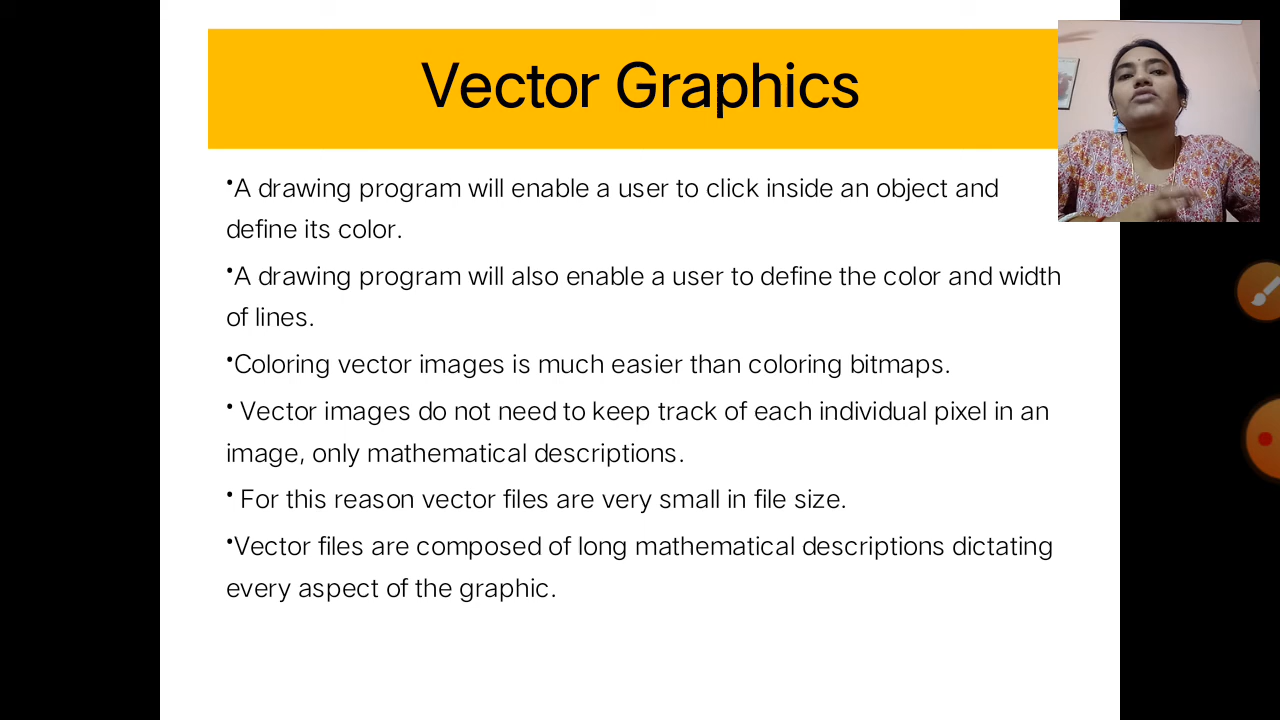 Vector Graphics
•A drawing program will enable a user to click inside an object and
define its color.
•A drawing program will also enable a user to define the color and width
of lines.
•Coloring vector images is much easier than coloring bitmaps.
• Vector images do not need to keep track of each individual pixel in an
image, only mathematical descriptions.
• For this reason vector files are very small in file size.
•Vector files are composed of long mathematical descriptions dictating
every aspect of the graphic.